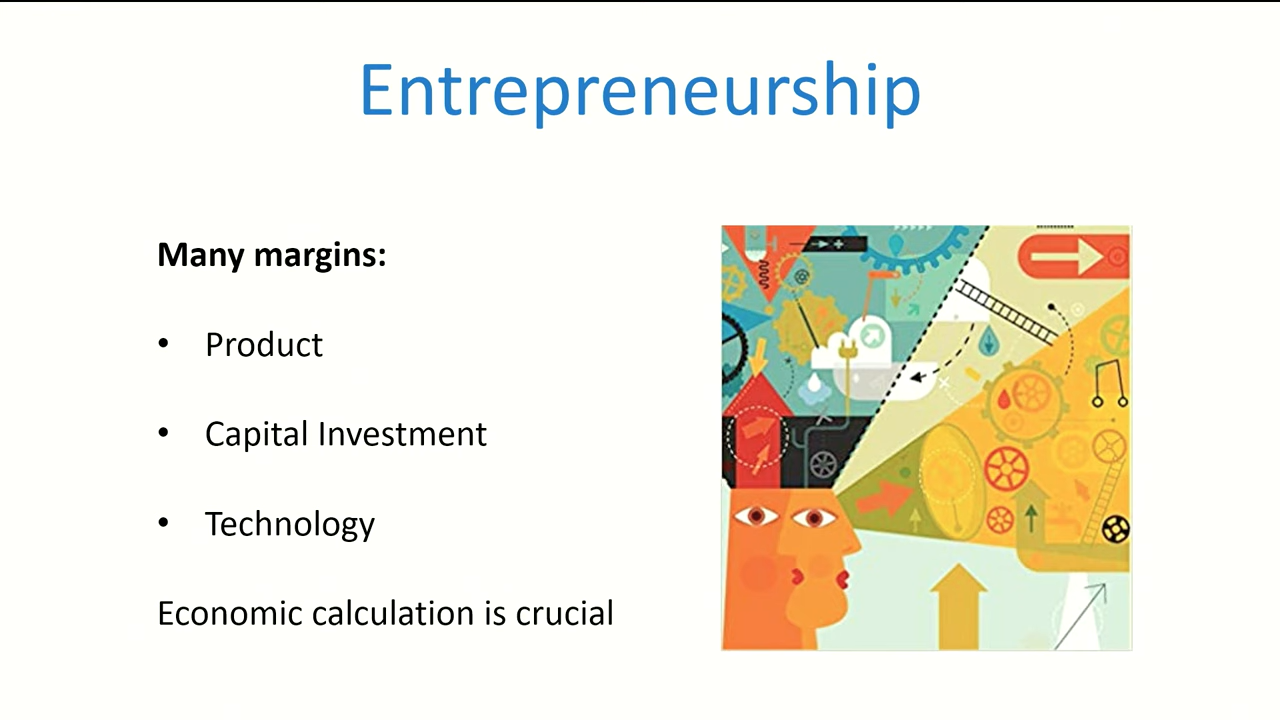 Entrepreneurship
Many margins:
• Product
• Capital Investment
• Technology
Economic calculation is crucial